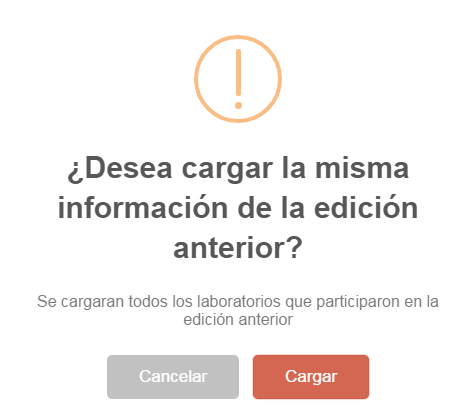 ¿Desea cargar la misma
información de la edición
anterior?
Se cargaran todos los laboratorios que participaron en la
edición anterior
Cancelar
Cargar